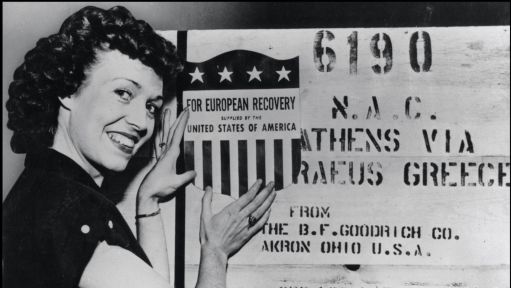 FOR EUROPEAN RECOVERY
SUPPLIED BY THE
UNITED STATES OF AMERICA
6190
N.A.C.
ATHENS VIA
RAEUS GREECE
FROM
THE B.F. GOODRICH CO.
AKRON OHIO U.S.A.